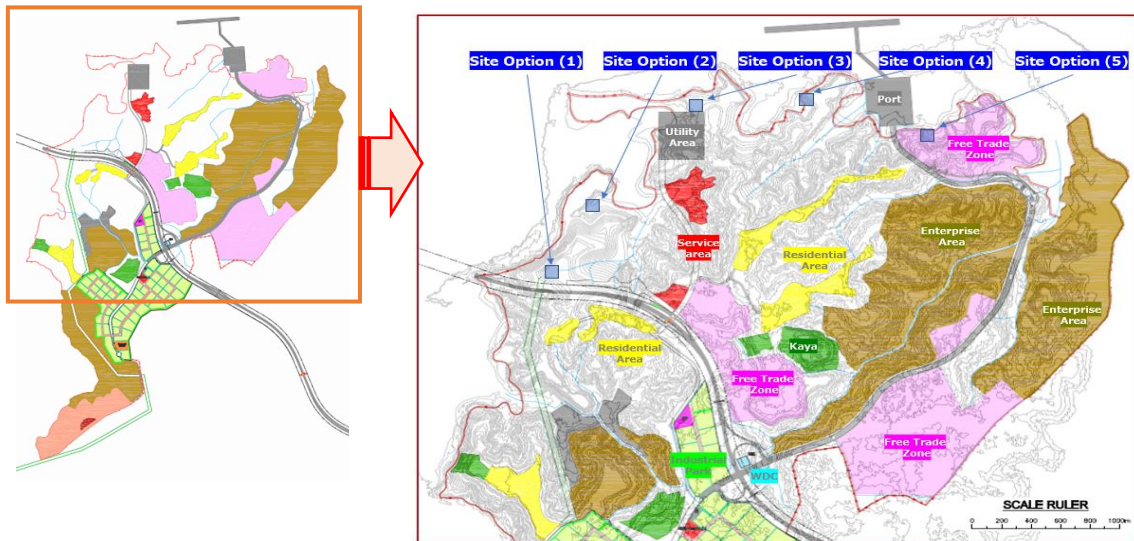 Site Option (1)
Site Option (2)
Site Option (3)
Site Option (4)
Site Option (5)
Port
Utility
Area
Free Trade
Zone
Service
area
Residential
Area
Enterprise
Area
Enterprise
Area
Residential
Area
Kaya
Free Trade
Zone
Free Trade
Zone
Industrial
Park
WDC
SCALE RULER
0 200 400 600 800 1000m